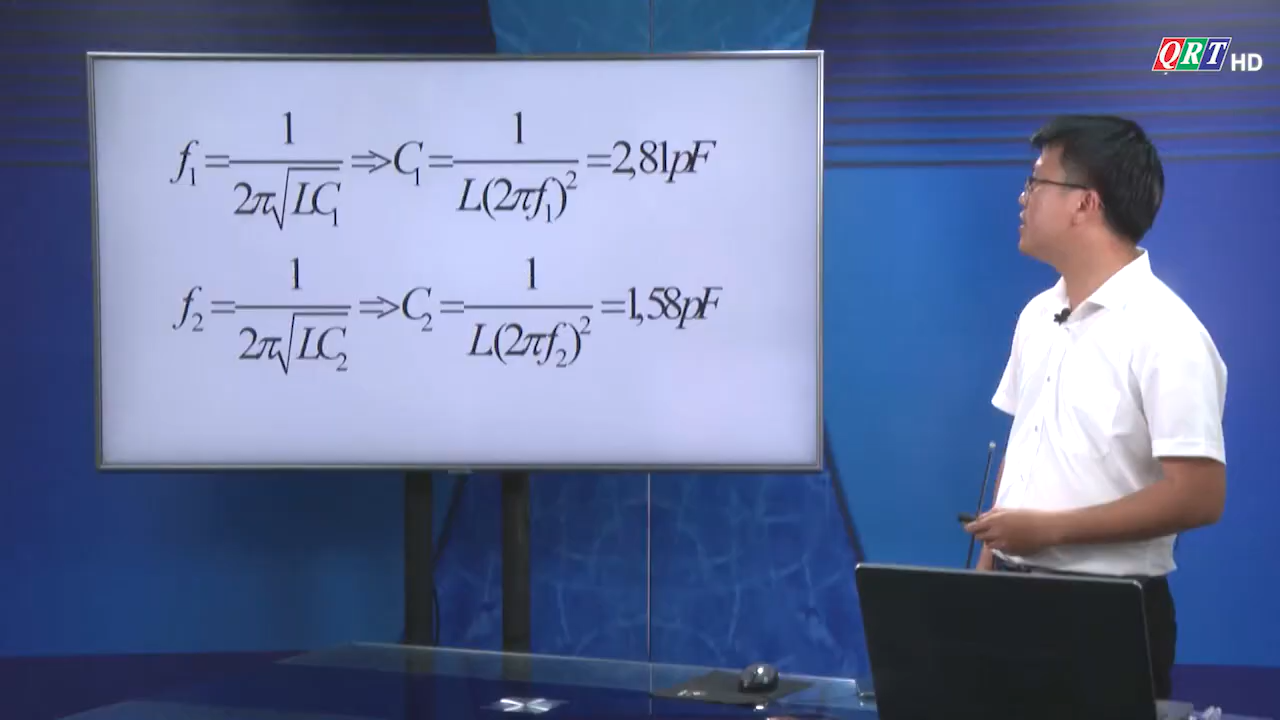 QRT HD
f₁ = 1/(2π√(LC₁)) ⇒ C₁ = 1/(L(2πf₁)²) = 2,81pF
f₂ = 1/(2π√(LC₂)) ⇒ C₂ = 1/(L(2πf₂)²) = 1,58pF